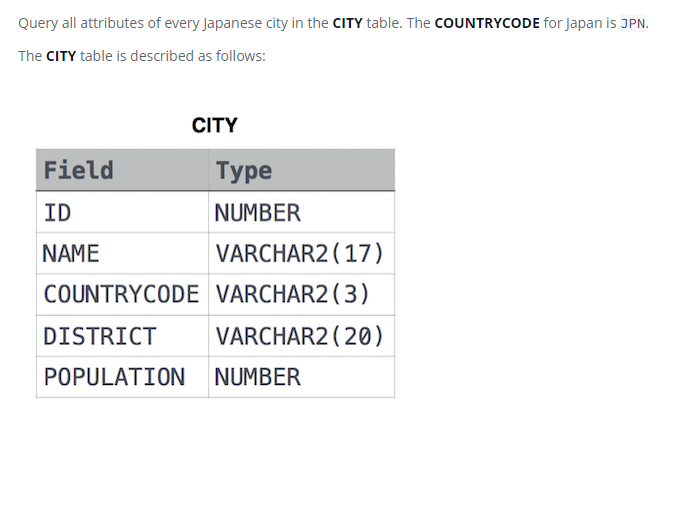 Query all attributes of every Japanese city in the CITY table. The COUNTRYCODE for Japan is JPN.
The CITY table is described as follows:
CITY
Field Type
ID NUMBER
NAME VARCHAR2(17)
COUNTRYCODE VARCHAR2(3)
DISTRICT VARCHAR2(20)
POPULATION NUMBER